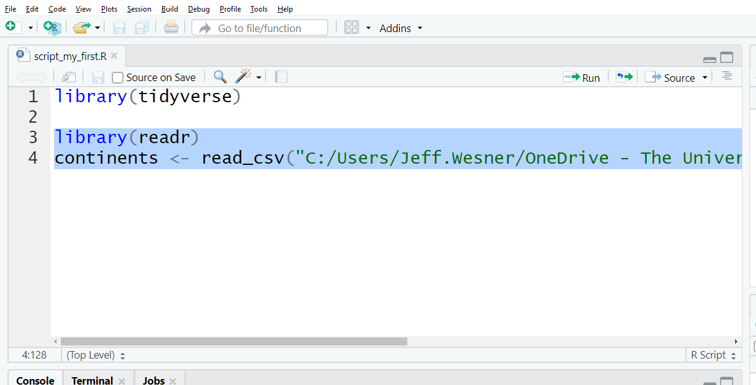 File Edit Code View Plots Session Build Debug Profile Tools Help
Go to file/function Addins
script_my_first.R
Source on Save Run Source
1 library(tidyverse)
2
3 library(readr)
4 continents <- read_csv("C:/Users/Jeff.Wesner/OneDrive - The Univer
4:128 (Top Level) R Script
Console Terminal Jobs